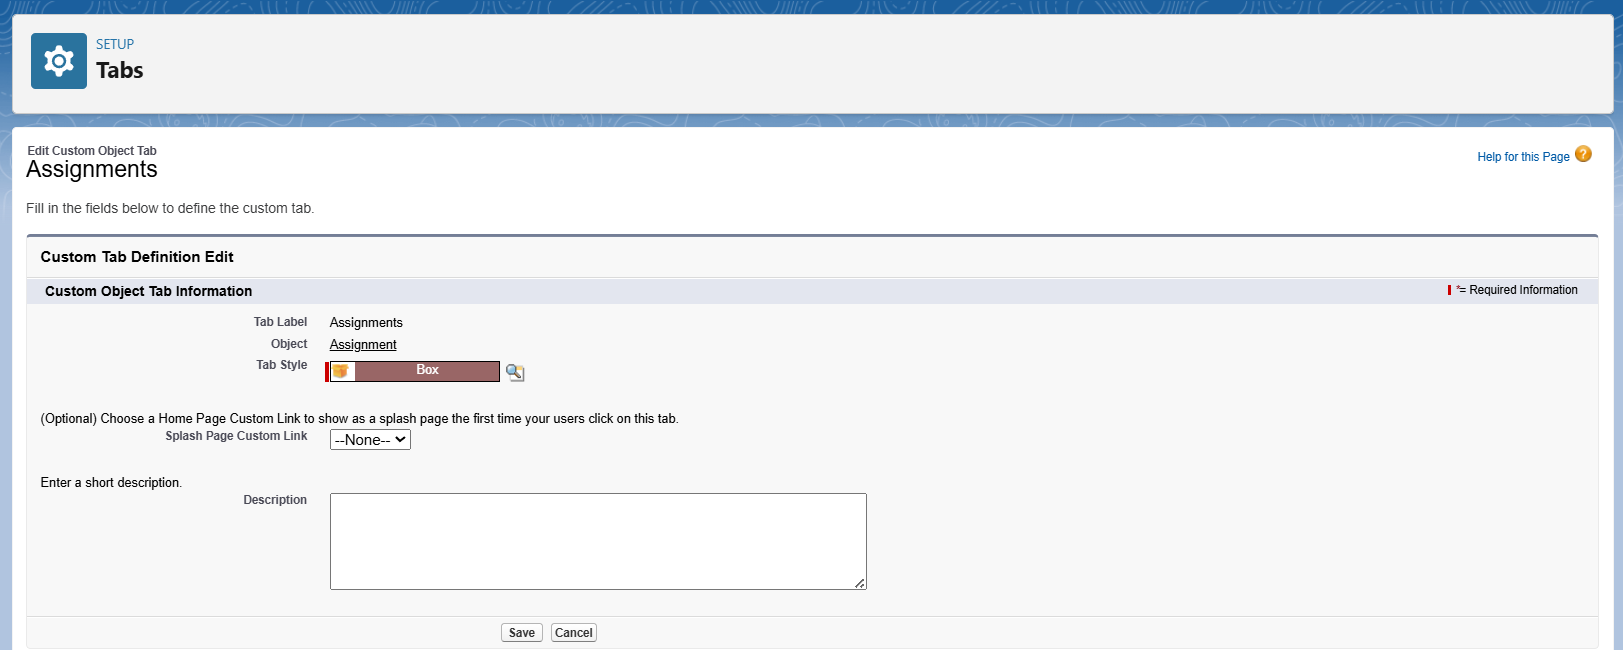 SETUP
Tabs
Edit Custom Object Tab
Assignments
Help for this Page ?
Fill in the fields below to define the custom tab.
Custom Tab Definition Edit
Custom Object Tab Information
*= Required Information
Tab Label Assignments
Object Assignment
Tab Style Box
(Optional) Choose a Home Page Custom Link to show as a splash page the first time your users click on this tab.
Splash Page Custom Link --None--
Enter a short description.
Description
Save Cancel